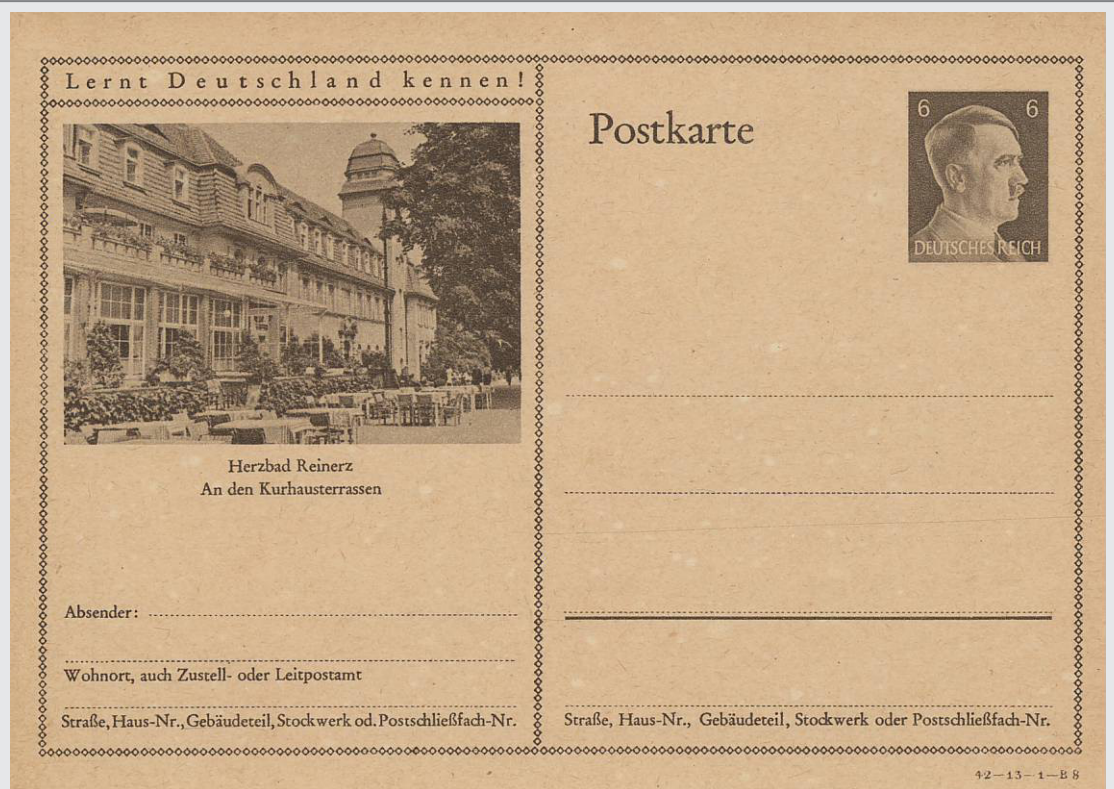 Lernt Deutschland kennen!
Herzbad Reinerz
An den Kurhausterrassen
Absender:
Wohnort, auch Zustell- oder Leitpostamt
Straße, Haus-Nr., Gebäudeteil, Stockwerk od. Postschließfach-Nr.
Postkarte
6 6
DEUTSCHES REICH
Straße, Haus-Nr., Gebäudeteil, Stockwerk oder Postschließfach-Nr.
42—13—1—B 8